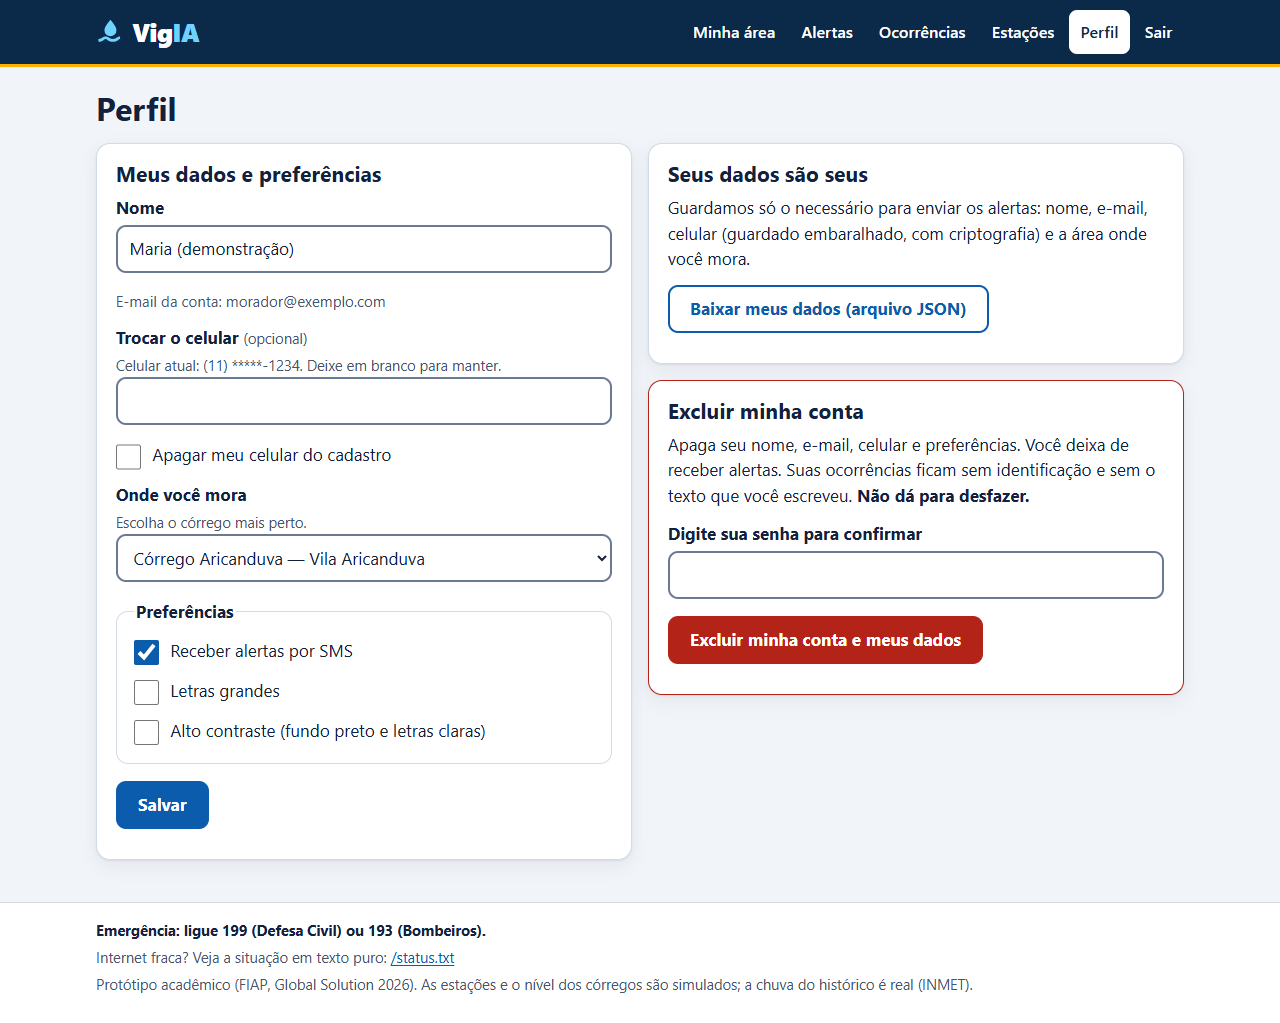 VigIA
Minha área
Alertas
Ocorrências
Estações
Perfil
Sair
Perfil
Meus dados e preferências
Nome
Maria (demonstração)
E-mail da conta: morador@exemplo.com
Trocar o celular (opcional)
Celular atual: (11) *****-1234. Deixe em branco para manter.
Apagar meu celular do cadastro
Onde você mora
Escolha o córrego mais perto.
Córrego Aricanduva — Vila Aricanduva
Preferências
Receber alertas por SMS
Letras grandes
Alto contraste (fundo preto e letras claras)
Salvar
Seus dados são seus
Guardamos só o necessário para enviar os alertas: nome, e-mail,
celular (guardado embaralhado, com criptografia) e a área onde
você mora.
Baixar meus dados (arquivo JSON)
Excluir minha conta
Apaga seu nome, e-mail, celular e preferências. Você deixa de
receber alertas. Suas ocorrências ficam sem identificação e sem o
texto que você escreveu. Não dá para desfazer.
Digite sua senha para confirmar
Excluir minha conta e meus dados
Emergência: ligue 199 (Defesa Civil) ou 193 (Bombeiros).
Internet fraca? Veja a situação em texto puro: /status.txt
Protótipo acadêmico (FIAP, Global Solution 2026). As estações e o nível dos córregos são simulados; a chuva do histórico é real (INMET).